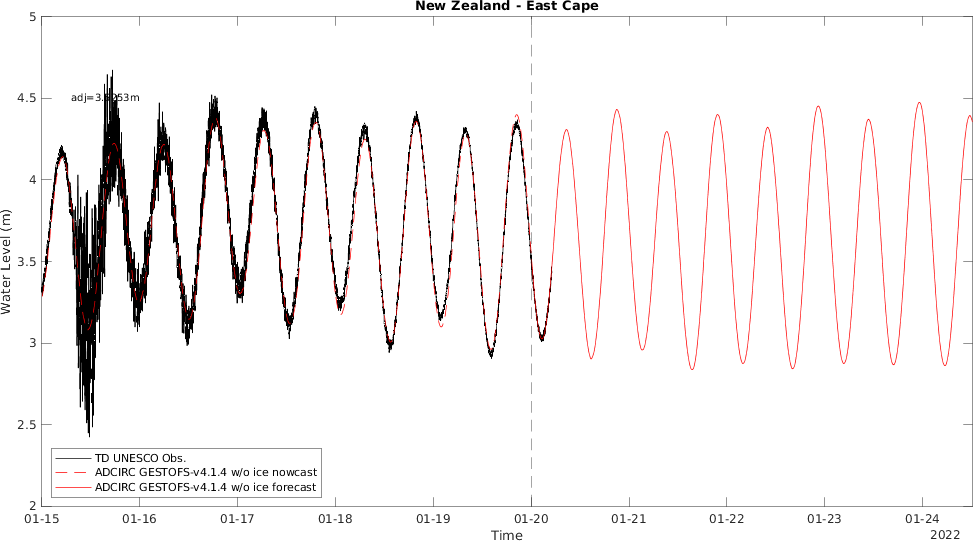 New Zealand - East Cape
5
4.5
4
3.5
3
2.5
2
Water Level (m)
TD UNESCO Obs.
ADCIRC GESTOFS-v4.1.4 w/o ice nowcast
ADCIRC GESTOFS-v4.1.4 w/o ice forecast
01-15 01-16 01-17 01-18 01-19 01-20 01-21 01-22 01-23 01-24
Time
2022